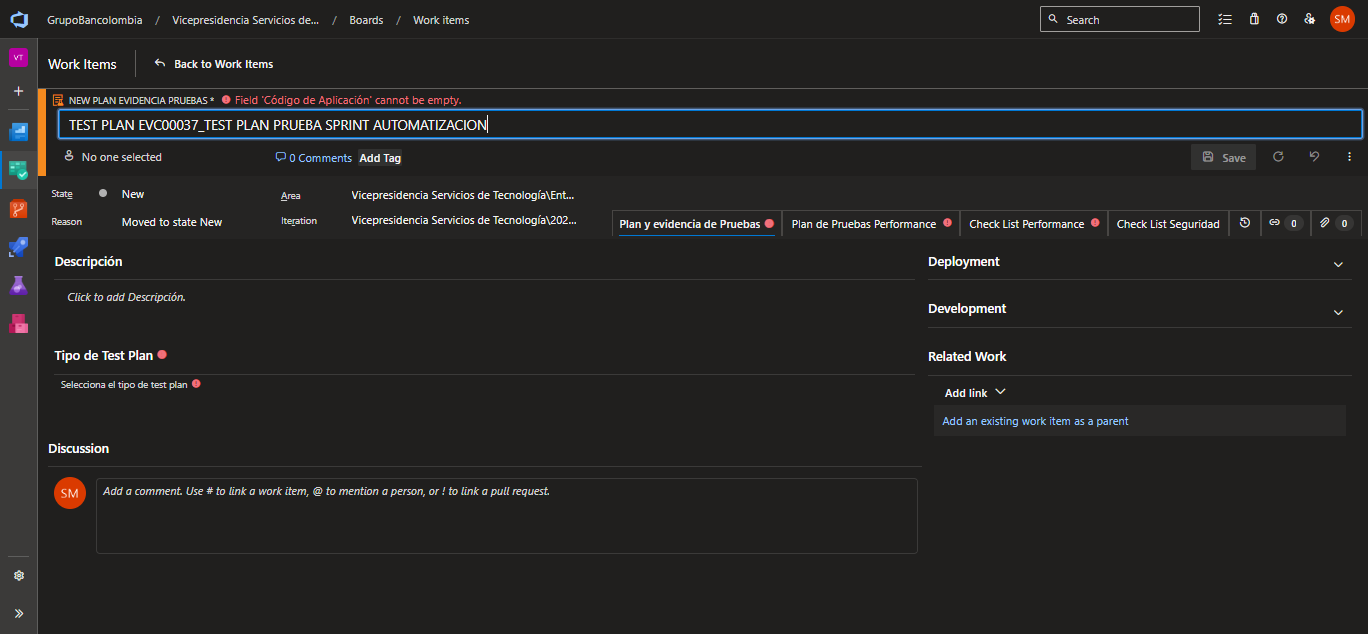 GrupoBancolombia / Vicepresidencia Servicios de... / Boards / Work items
Search
SM
VT
Work Items
Back to Work Items
NEW PLAN EVIDENCIA PRUEBAS * Field 'Código de Aplicación' cannot be empty.
TEST PLAN EVC00037_TEST PLAN PRUEBA SPRINT AUTOMATIZACION
No one selected
0 Comments
Add Tag
Save
State
New
Area
Vicepresidencia Servicios de Tecnología\Ent...
Reason
Moved to state New
Iteration
Vicepresidencia Servicios de Tecnología\202...
Plan y evidencia de Pruebas
Plan de Pruebas Performance
Check List Performance
Check List Seguridad
0
0
Descripción
Click to add Descripción.
Tipo de Test Plan
Selecciona el tipo de test plan
Discussion
SM
Add a comment. Use # to link a work item, @ to mention a person, or ! to link a pull request.
Deployment
Development
Related Work
Add link
Add an existing work item as a parent